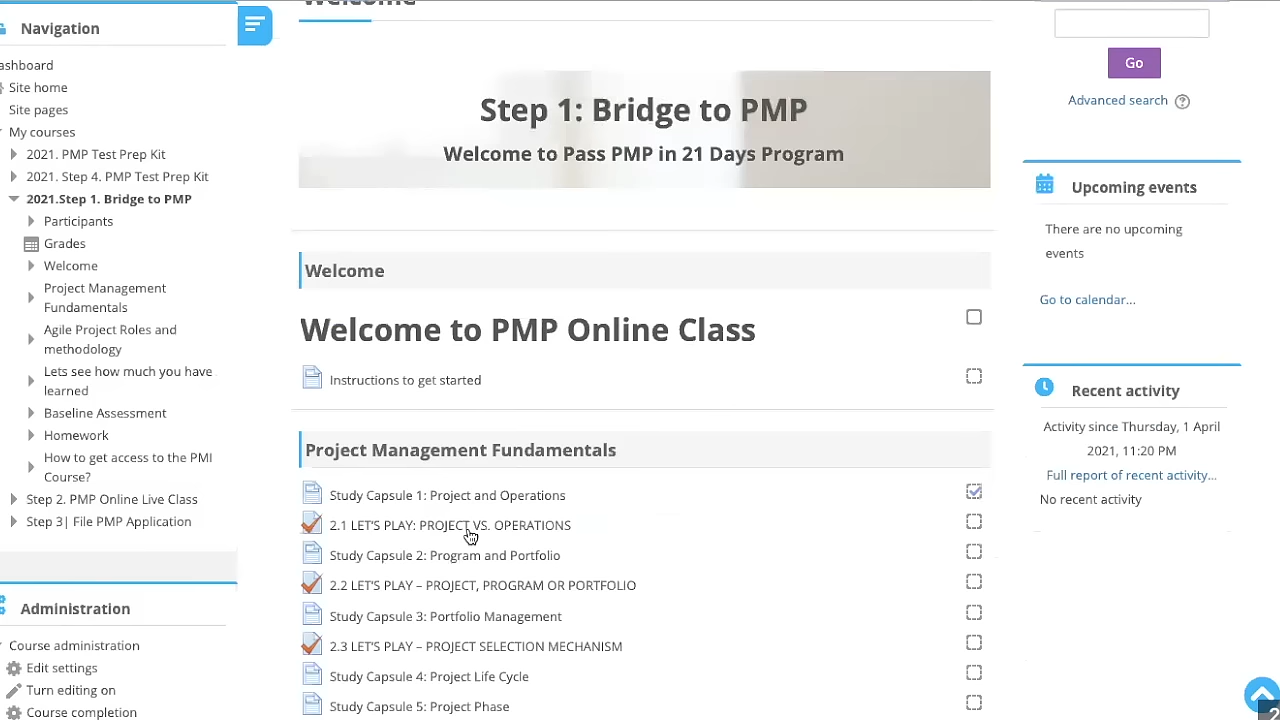 Navigation
ashboard
Site home
Site pages
My courses
2021. PMP Test Prep Kit
2021. Step 4. PMP Test Prep Kit
2021.Step 1. Bridge to PMP
Participants
Grades
Welcome
Project Management
Fundamentals
Agile Project Roles and
methodology
Lets see how much you have
learned
Baseline Assessment
Homework
How to get access to the PMI
Course?
Step 2. PMP Online Live Class
Step 3| File PMP Application
Administration
Course administration
Edit settings
Turn editing on
Course completion
Welcome
Step 1: Bridge to PMP
Welcome to Pass PMP in 21 Days Program
Welcome
Welcome to PMP Online Class
Instructions to get started
Project Management Fundamentals
Study Capsule 1: Project and Operations
2.1 LET'S PLAY: PROJECT VS. OPERATIONS
Study Capsule 2: Program and Portfolio
2.2 LET'S PLAY – PROJECT, PROGRAM OR PORTFOLIO
Study Capsule 3: Portfolio Management
2.3 LET'S PLAY – PROJECT SELECTION MECHANISM
Study Capsule 4: Project Life Cycle
Study Capsule 5: Project Phase
Go
Advanced search ?
Upcoming events
There are no upcoming
events
Go to calendar...
Recent activity
Activity since Thursday, 1 April
2021, 11:20 PM
Full report of recent activity...
No recent activity